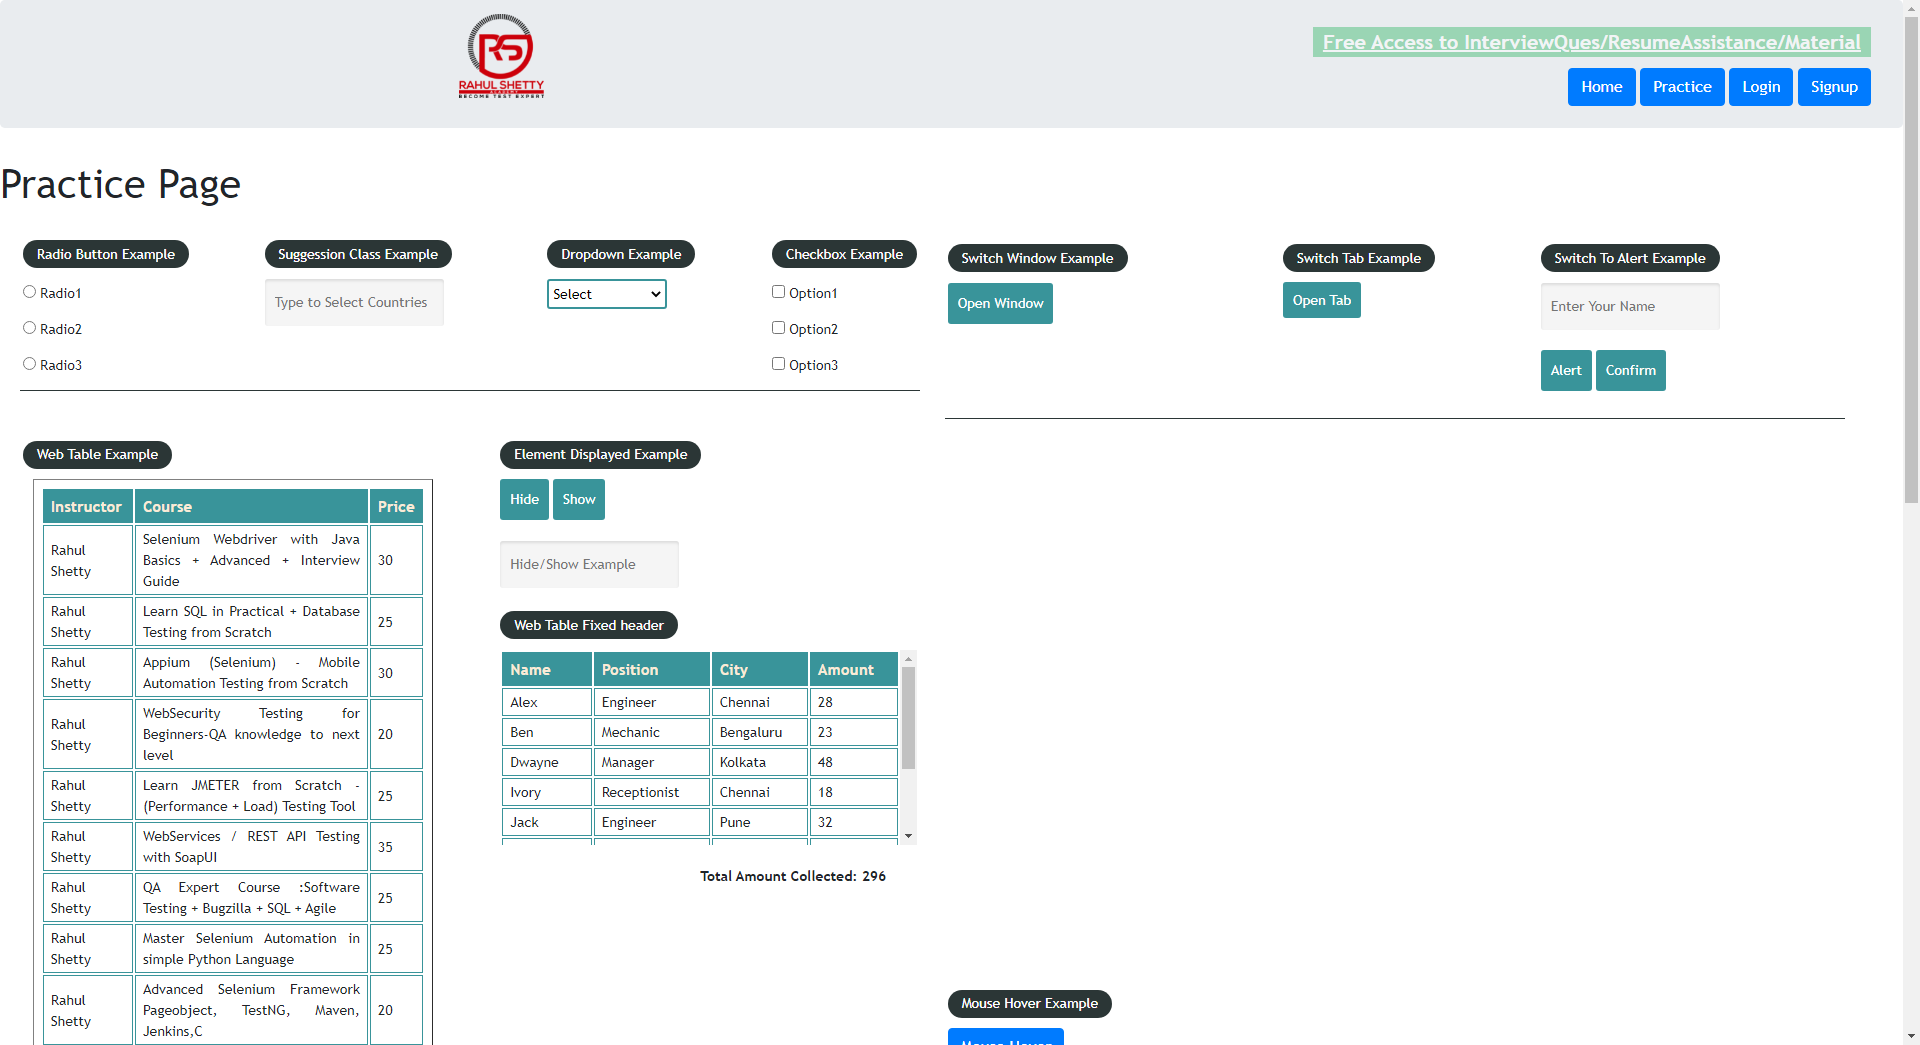 RAHUL SHETTY
ACADEMY
BECOME TEST EXPERT
Free Access to InterviewQues/ResumeAssistance/Material
Home Practice Login Signup
Practice Page
Radio Button Example
Radio1
Radio2
Radio3
Suggession Class Example
Type to Select Countries
Dropdown Example
Select
Checkbox Example
Option1
Option2
Option3
Switch Window Example
Open Window
Switch Tab Example
Open Tab
Switch To Alert Example
Enter Your Name
Alert Confirm
Web Table Example
Instructor Course Price
Rahul Shetty Selenium Webdriver with Java Basics + Advanced + Interview Guide 30
Rahul Shetty Learn SQL in Practical + Database Testing from Scratch 25
Rahul Shetty Appium (Selenium) - Mobile Automation Testing from Scratch 30
Rahul Shetty WebSecurity Testing for Beginners-QA knowledge to next level 20
Rahul Shetty Learn JMETER from Scratch - (Performance + Load) Testing Tool 25
Rahul Shetty WebServices / REST API Testing with SoapUI 35
Rahul Shetty QA Expert Course :Software Testing + Bugzilla + SQL + Agile 25
Rahul Shetty Master Selenium Automation in simple Python Language 25
Rahul Shetty Advanced Selenium Framework Pageobject, TestNG, Maven, Jenkins,C 20
Element Displayed Example
Hide Show
Hide/Show Example
Web Table Fixed header
Name Position City Amount
Alex Engineer Chennai 28
Ben Mechanic Bengaluru 23
Dwayne Manager Kolkata 48
Ivory Receptionist Chennai 18
Jack Engineer Pune 32
Total Amount Collected: 296
Mouse Hover Example
Mouse Hover